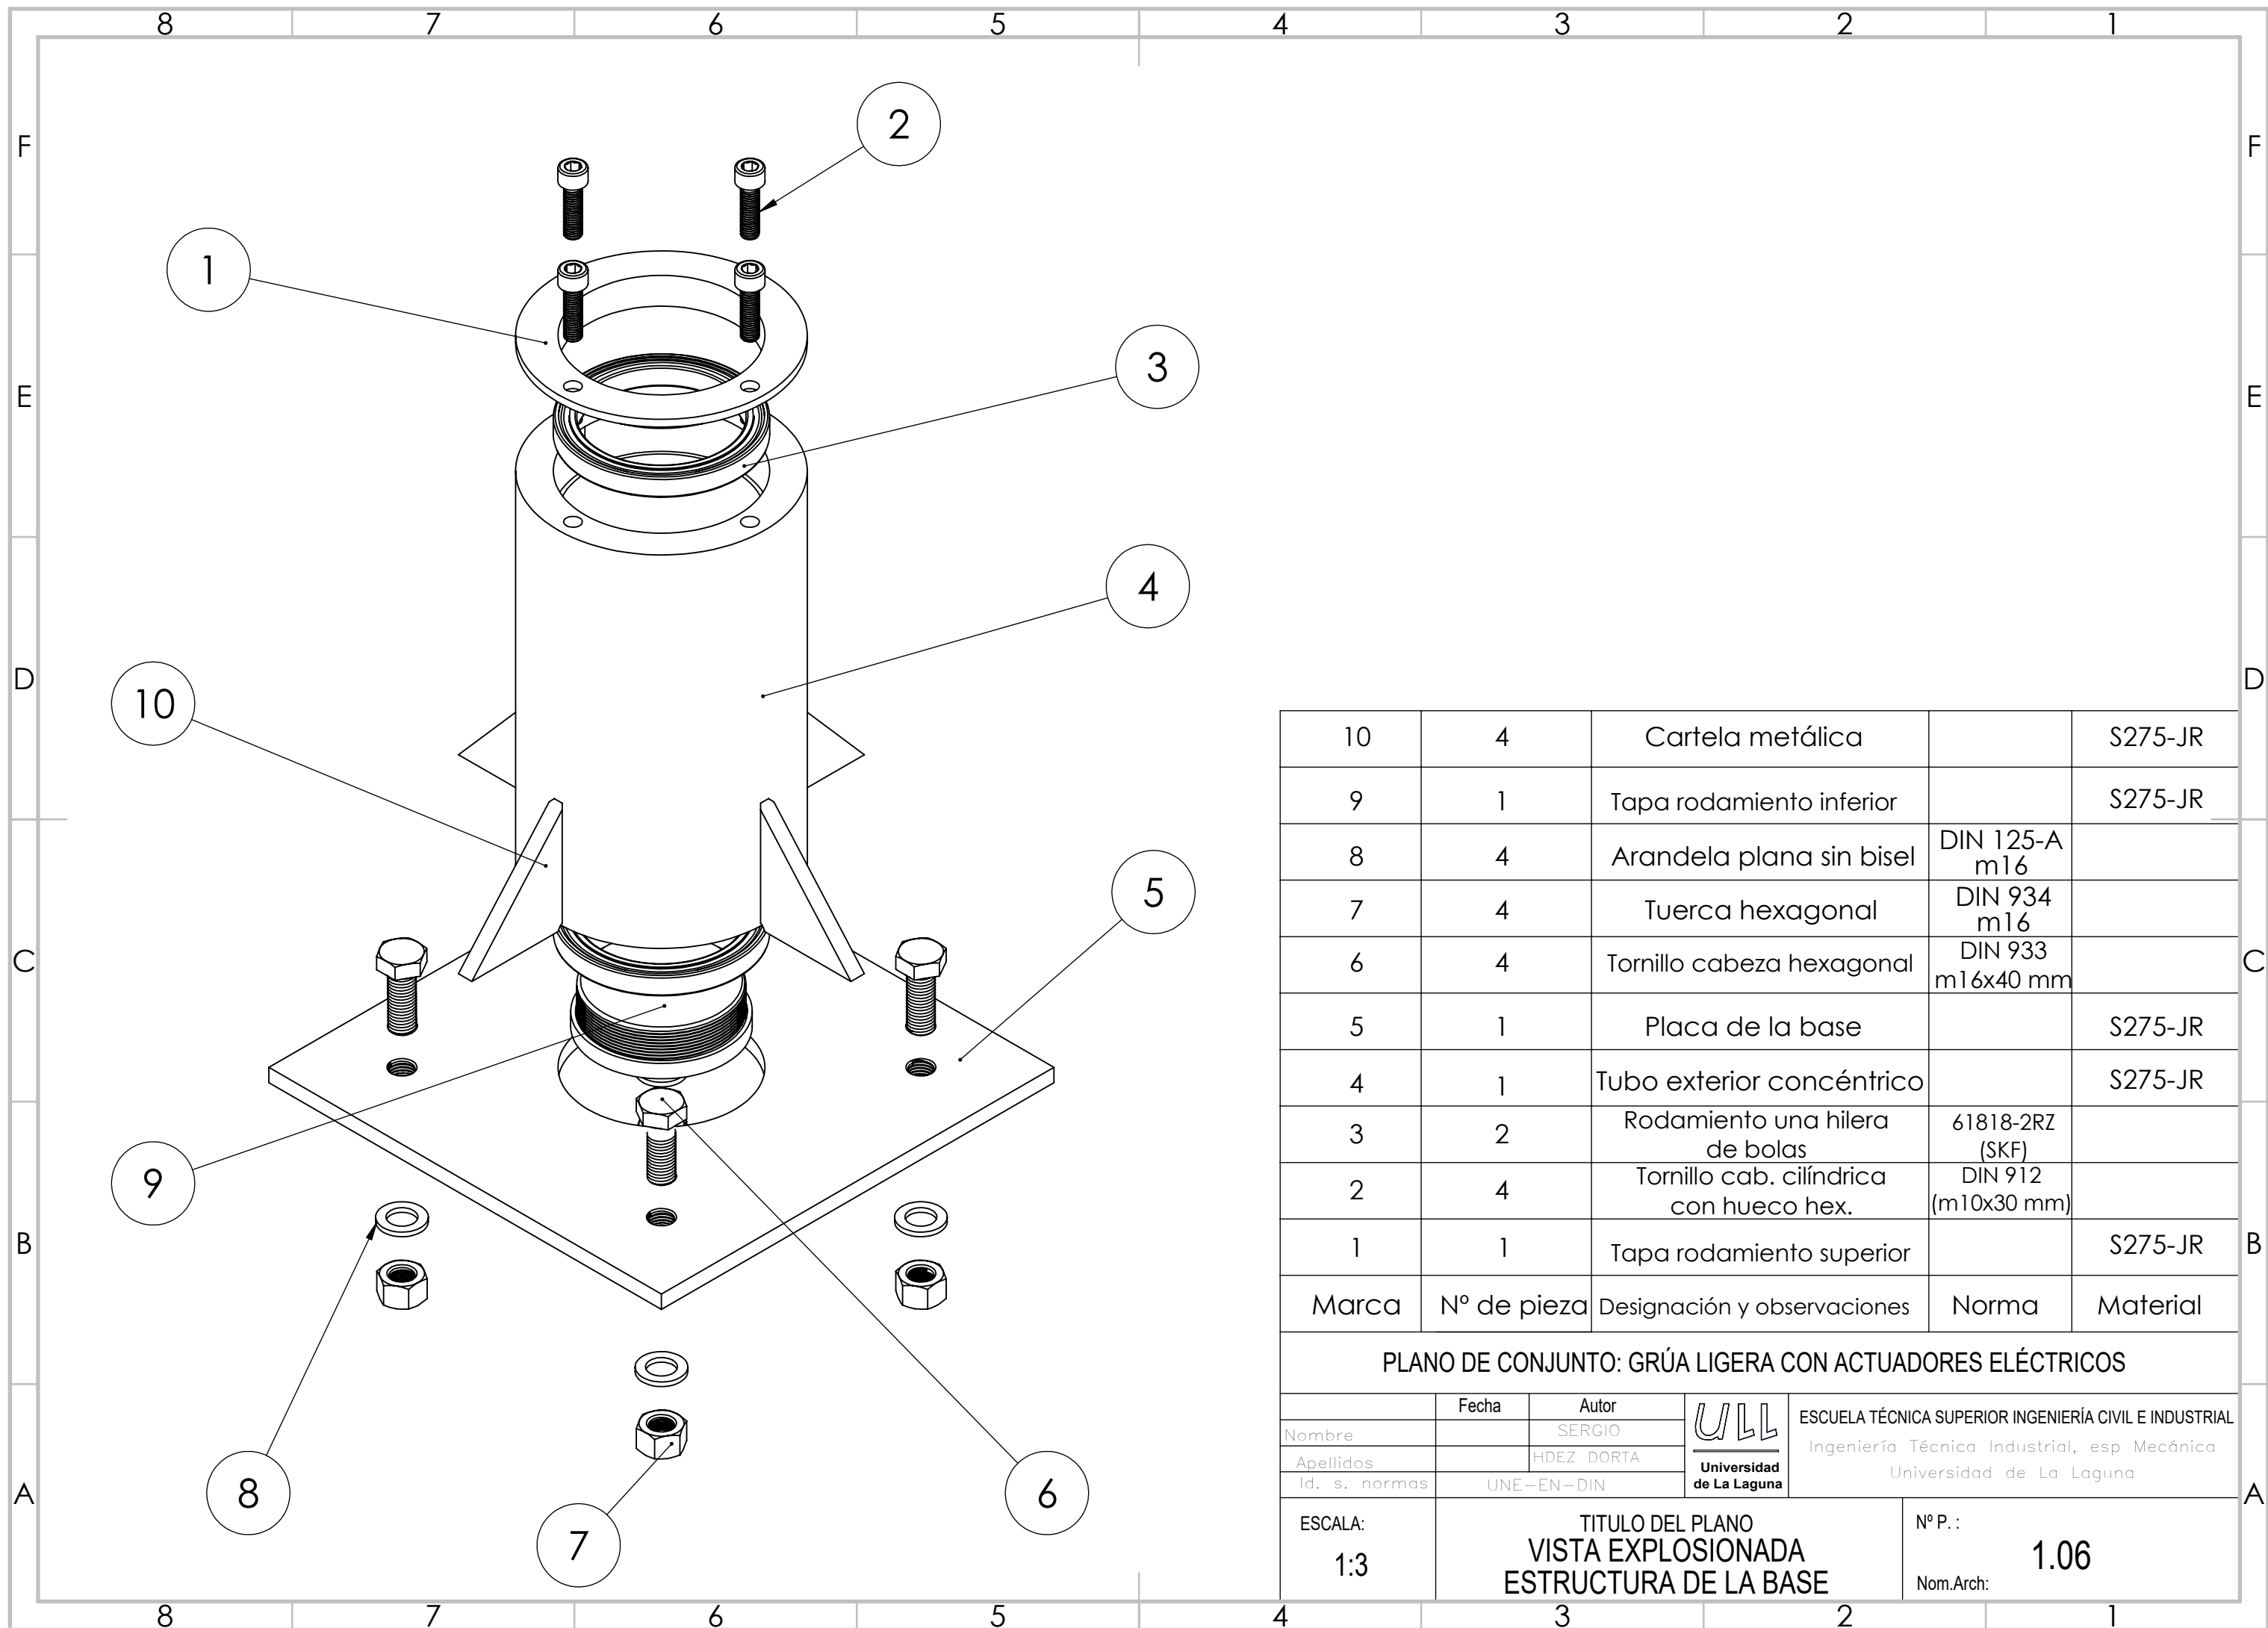 8 7 6 5 4 3 2 1
F F
E E
D D
C C
B B
A A
2
1
3
4
10
5
9
8
7
6
10 4 Cartela metálica S275-JR
9 1 Tapa rodamiento inferior S275-JR
8 4 Arandela plana sin bisel DIN 125-A
m16
7 4 Tuerca hexagonal DIN 934
m16
6 4 Tornillo cabeza hexagonal DIN 933
m16x40 mm
5 1 Placa de la base S275-JR
4 1 Tubo exterior concéntrico S275-JR
3 2 Rodamiento una hilera 61818-2RZ
de bolas (SKF)
2 4 Tornillo cab. cilíndrica DIN 912
con hueco hex. (m10x30 mm)
1 1 Tapa rodamiento superior S275-JR
Marca Nº de pieza Designación y observaciones Norma Material
PLANO DE CONJUNTO: GRÚA LIGERA CON ACTUADORES ELÉCTRICOS
Fecha Autor
Nombre SERGIO
Apellidos HDEZ DORTA
Id. s. normas UNE-EN-DIN
ULL
Universidad
de La Laguna
ESCUELA TÉCNICA SUPERIOR INGENIERÍA CIVIL E INDUSTRIAL
Ingeniería Técnica Industrial, esp Mecánica
Universidad de La Laguna
ESCALA:
1:3
TITULO DEL PLANO
VISTA EXPLOSIONADA
ESTRUCTURA DE LA BASE
Nº P. :
1.06
Nom.Arch:
8 7 6 5 4 3 2 1